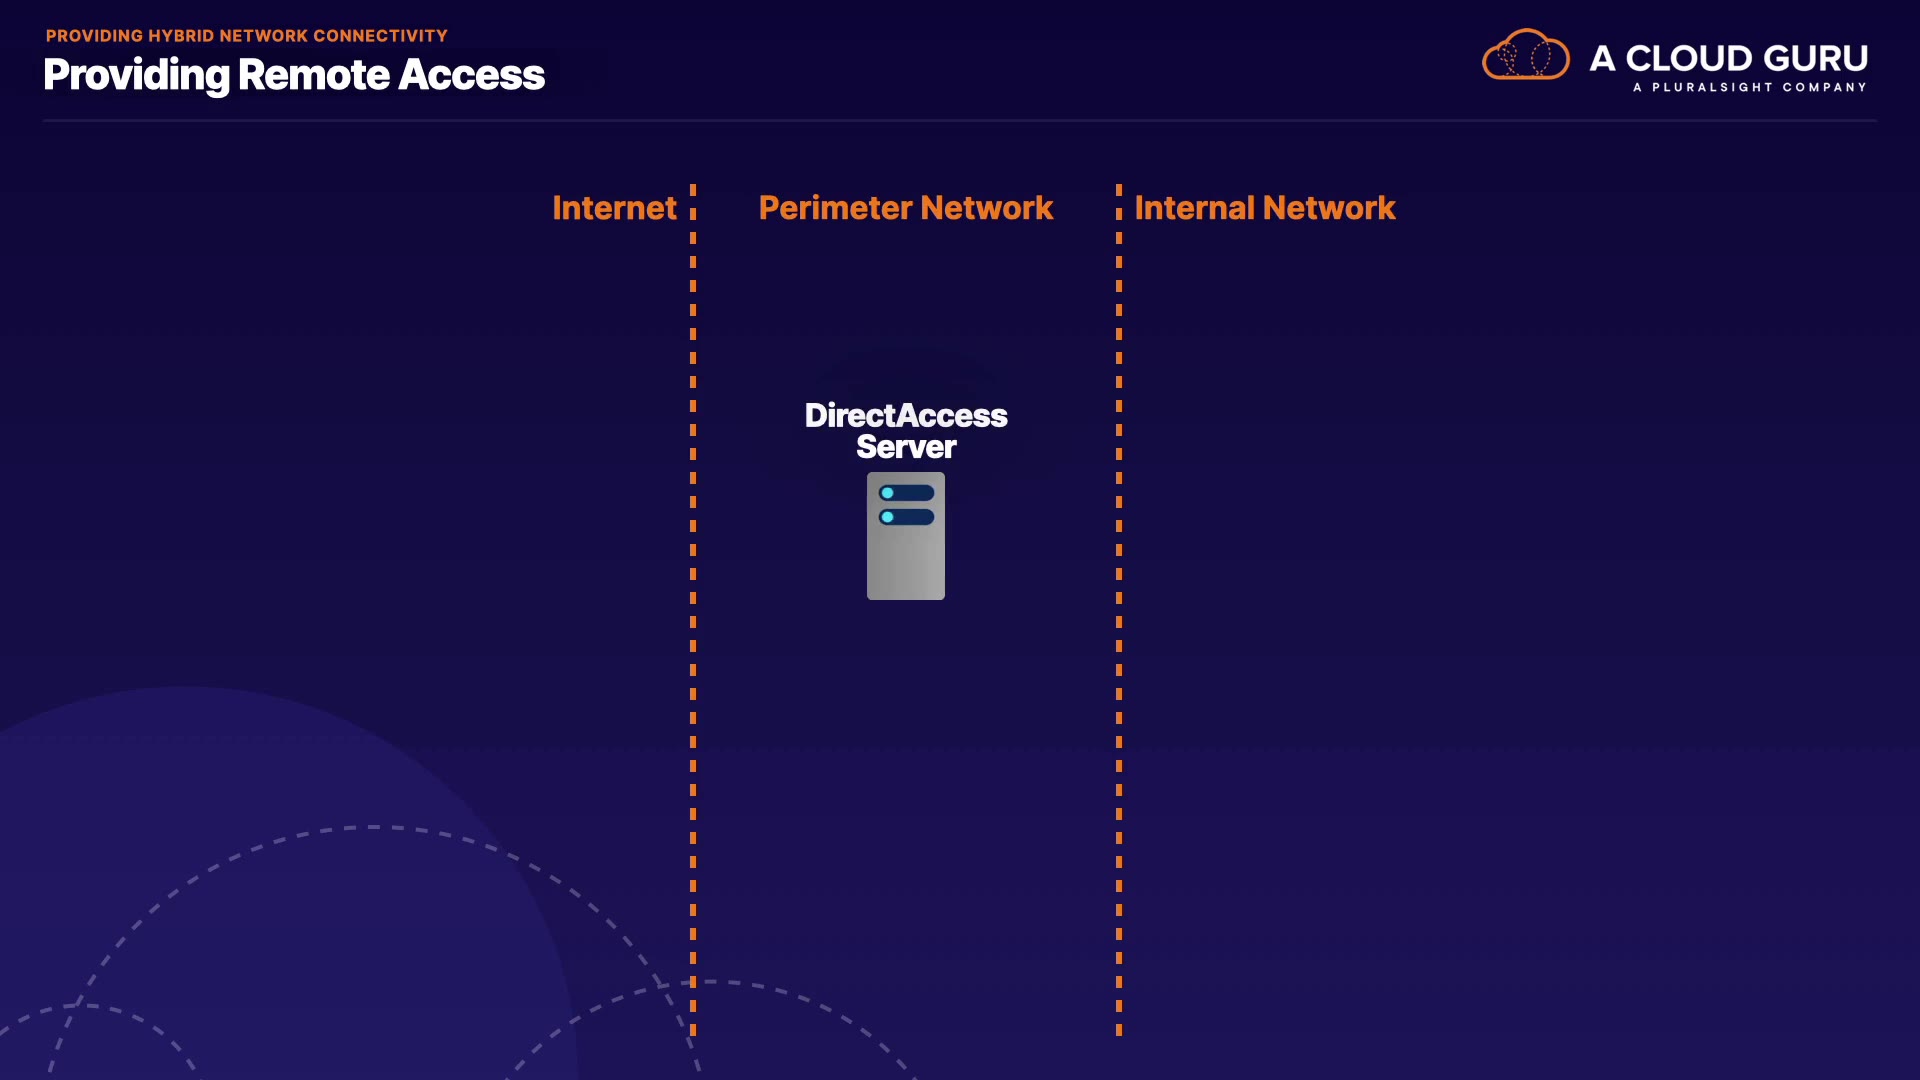 PROVIDING HYBRID NETWORK CONNECTIVITY
Providing Remote Access
A CLOUD GURU
A PLURALSIGHT COMPANY
Internet
Perimeter Network
Internal Network
DirectAccess
Server